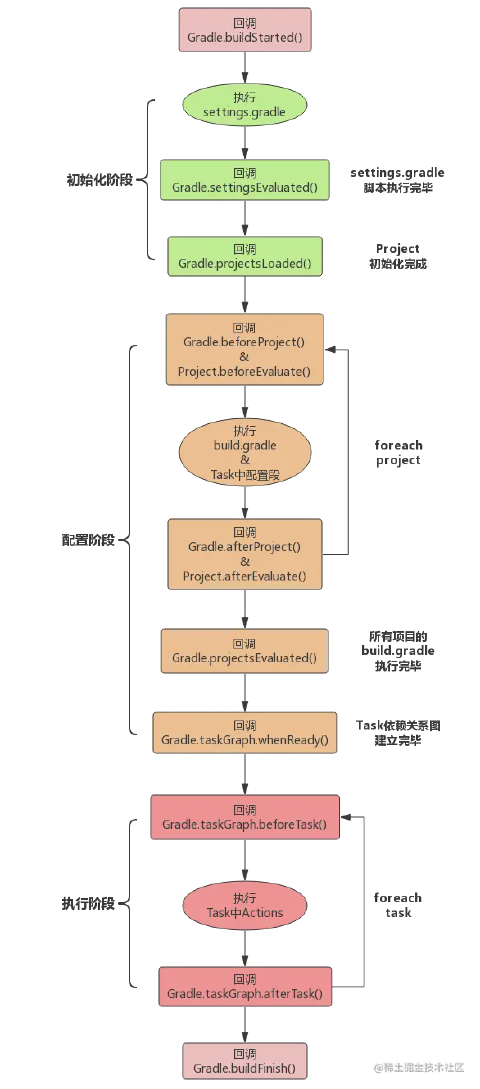 回调
Gradle.buildStarted()
执行
settings.gradle
初始化阶段
回调
Gradle.settingsEvaluated()
settings.gradle
脚本执行完毕
回调
Gradle.projectsLoaded()
Project
初始化完成
回调
Gradle.beforeProject()
&
Project.beforeEvaluate()
执行
build.gradle
&
Task中配置段
foreach
project
配置阶段
回调
Gradle.afterProject()
&
Project.afterEvaluate()
回调
Gradle.projectsEvaluated()
所有项目的
build.gradle
执行完毕
回调
Gradle.taskGraph.whenReady()
Task依赖关系图
建立完毕
回调
Gradle.taskGraph.beforeTask()
执行阶段
执行
Task中Actions
foreach
task
回调
Gradle.taskGraph.afterTask()
回调
Gradle.buildFinish()
@稀土掘金技术社区